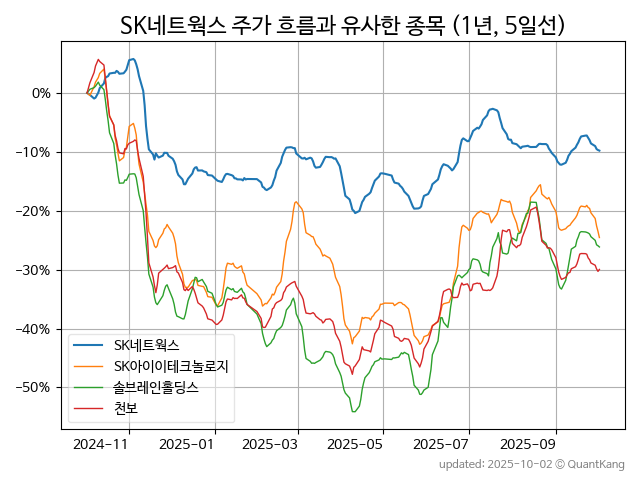 SK네트웍스 주가 흐름과 유사한 종목 (1년, 5일선)
0%
−10%
−20%
−30%
−40%
−50%
SK네트웍스
SK아이이테크놀로지
솔브레인홀딩스
천보
2024-11 2025-01 2025-03 2025-05 2025-07 2025-09
updated: 2025-10-02 © QuantKang